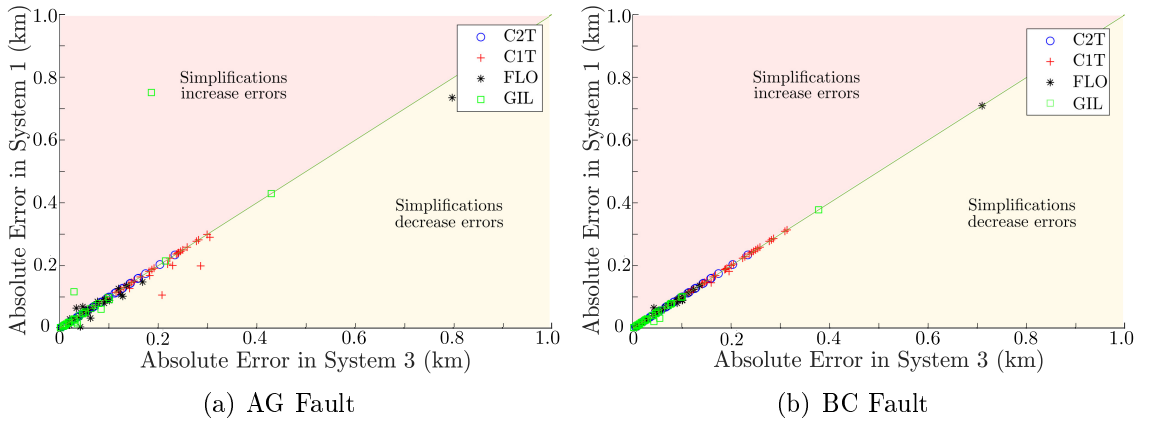 1.0
0.8
0.6
0.4
0.2
0
0
0.2
0.4
0.6
0.8
1.0
Absolute Error in System 1 (km)
Absolute Error in System 3 (km)
Simplifications
increase errors
Simplifications
decrease errors
C2T
C1T
FLO
GIL
(a) AG Fault
1.0
0.8
0.6
0.4
0.2
0
0
0.2
0.4
0.6
0.8
1.0
Absolute Error in System 1 (km)
Absolute Error in System 3 (km)
Simplifications
increase errors
Simplifications
decrease errors
C2T
C1T
FLO
GIL
(b) BC Fault